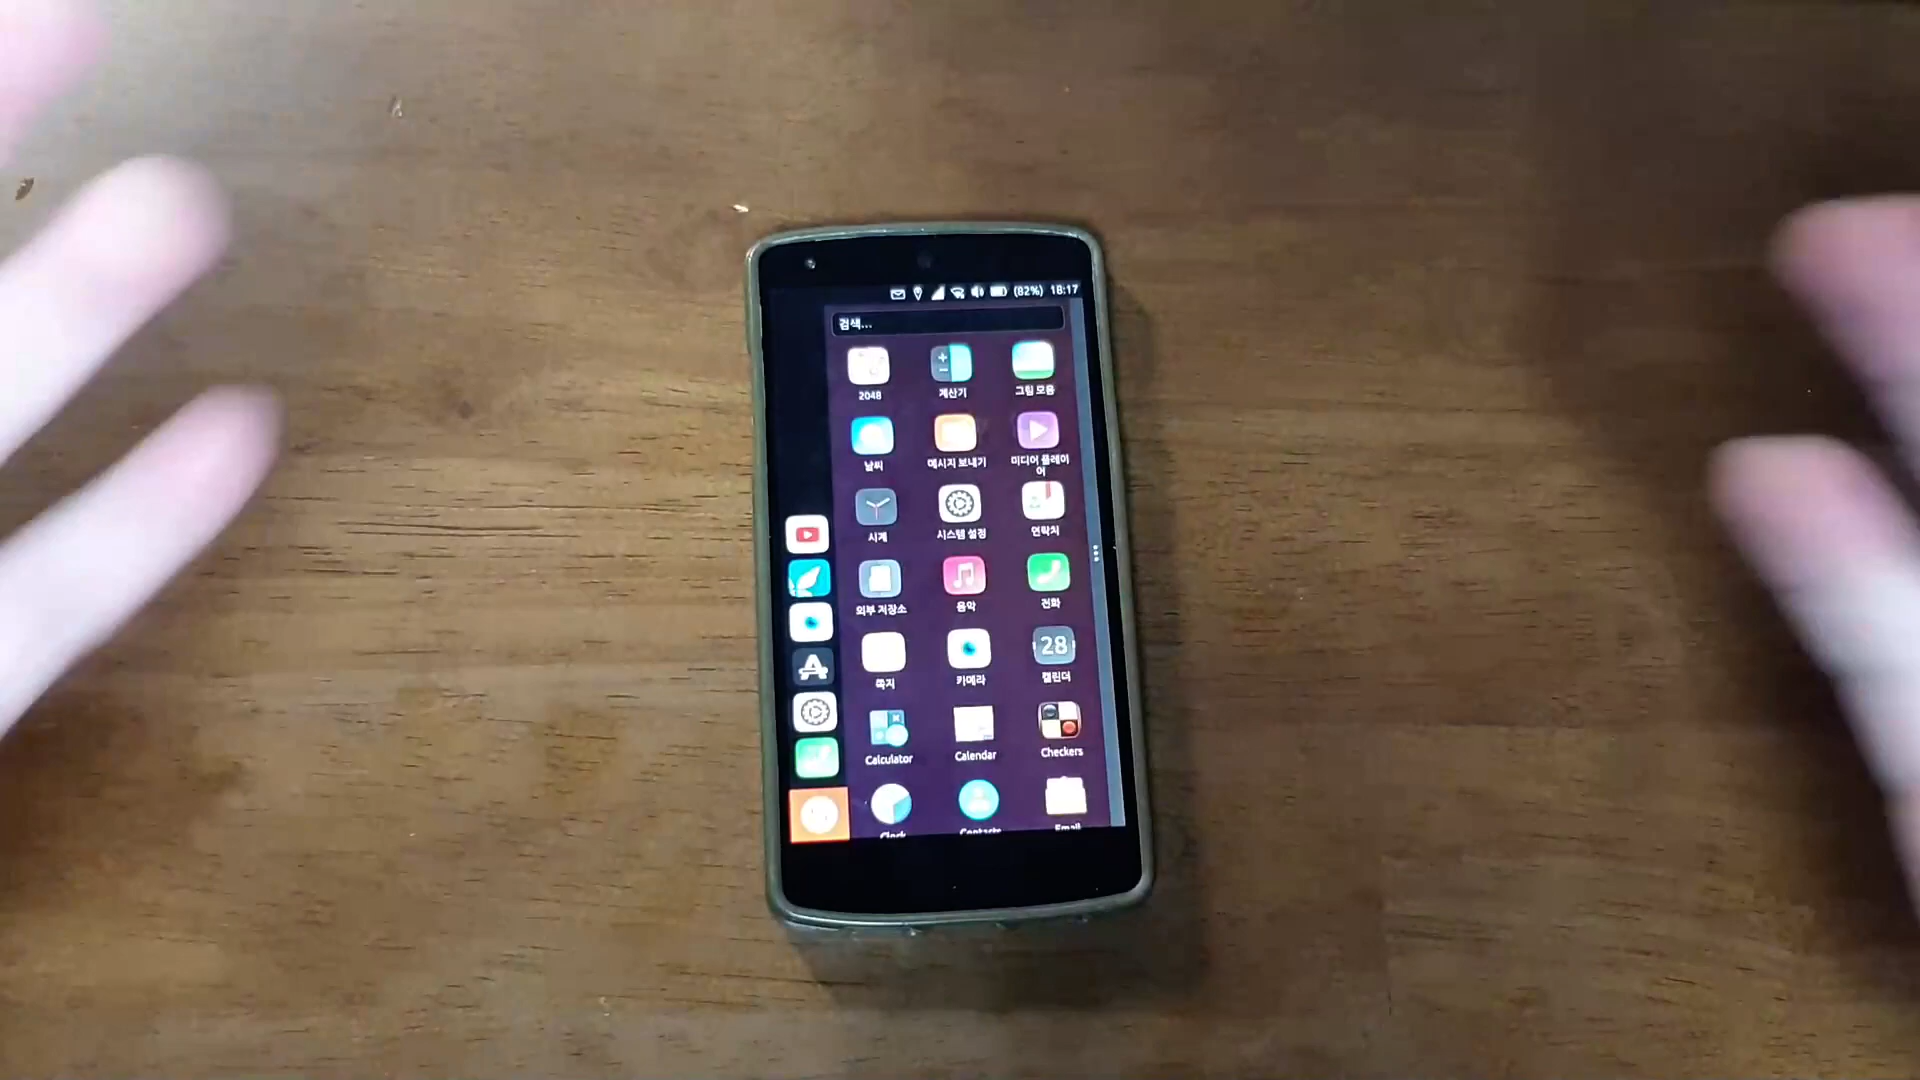 (82%) 18:17
검색...
2048 계산기 그림 모음
날씨 메시지 보내기 미디어 플레이
어
시계 시스템 설정 연락처
외부 저장소 음악 전화
28
쪽지 카메라 캘린더
Calculator Calendar Checkers
Clock Contacts Email